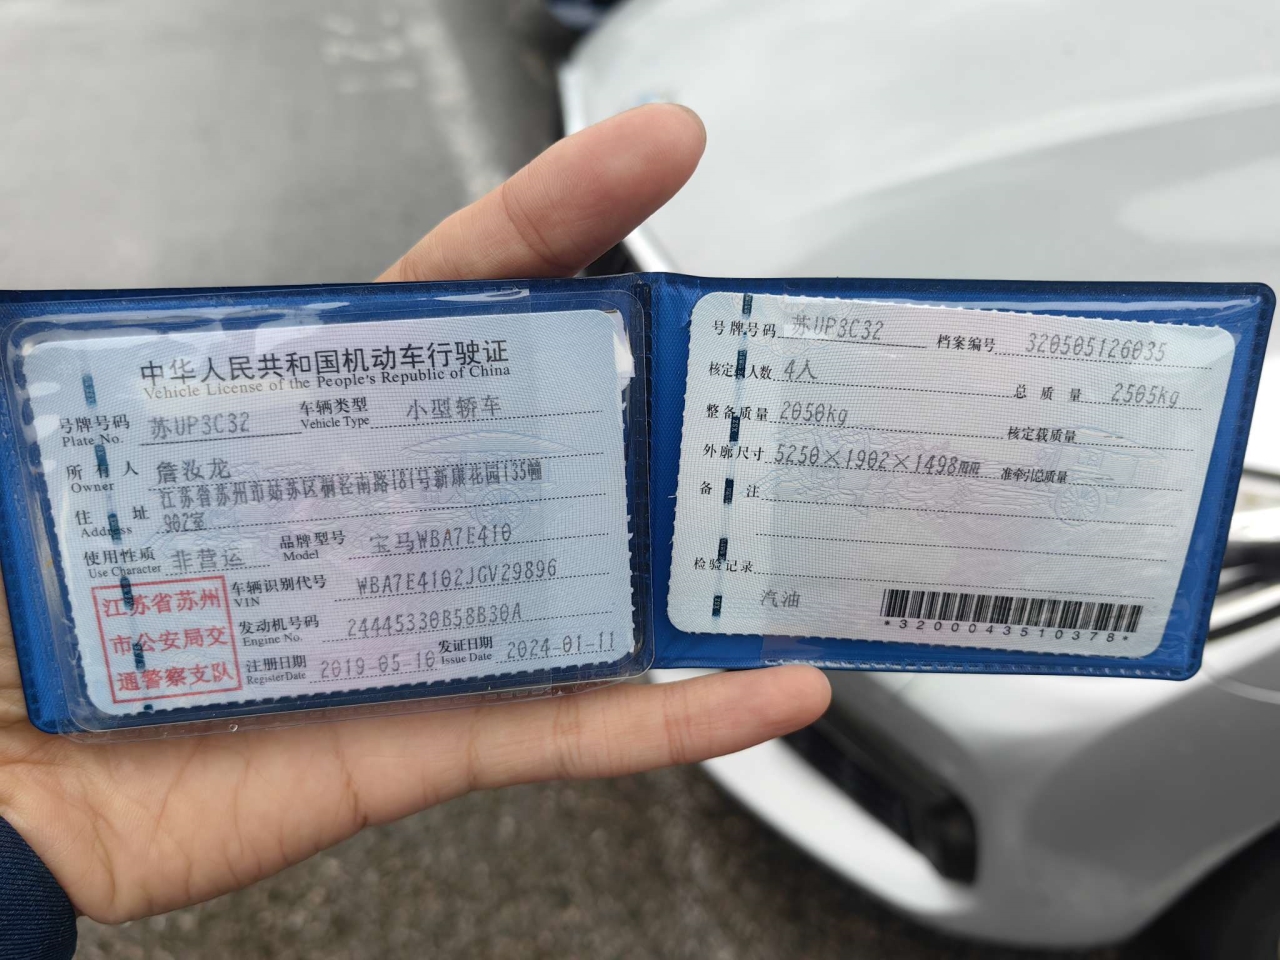 中华人民共和国机动车行驶证
Vehicle License of the People's Republic of China
号牌号码 苏UP3C32 车辆类型 小型轿车
Plate No. Vehicle Type
所有人 詹汝龙
Owner
住址 江苏省苏州市姑苏区桐泾南路181号新康花园135幢
Address 902室
使用性质 非营运 品牌型号 宝马WBA7E410
Use Character Model
江苏省苏州
市公安局交
通警察支队
车辆识别代号 WBA7E4102JGV29896
VIN
发动机号码 24445330B58B30A
Engine No.
注册日期 2019-05-10 发证日期 2024-01-11
Register Date Issue Date
号牌号码 苏UP3C32 档案编号 320505126035
核定载人数 4人 总质量 2505kg
整备质量 2050kg 核定载质量
外廓尺寸 5250×1902×1498mm 准牵引总质量
备注
检验记录
汽油
*3200043510378*